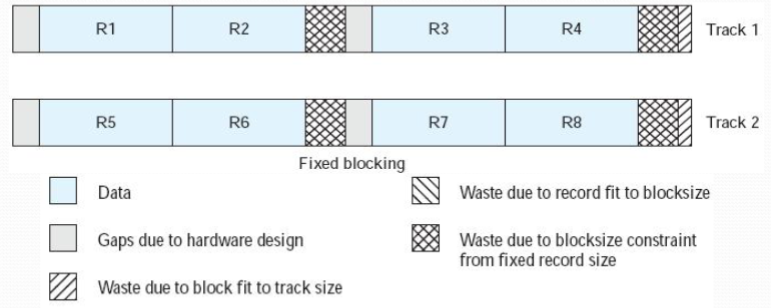 R1 R2 R3 R4 Track 1
R5 R6 R7 R8 Track 2
Fixed blocking
Data
Waste due to record fit to blocksize
Gaps due to hardware design
Waste due to blocksize constraint
from fixed record size
Waste due to block fit to track size